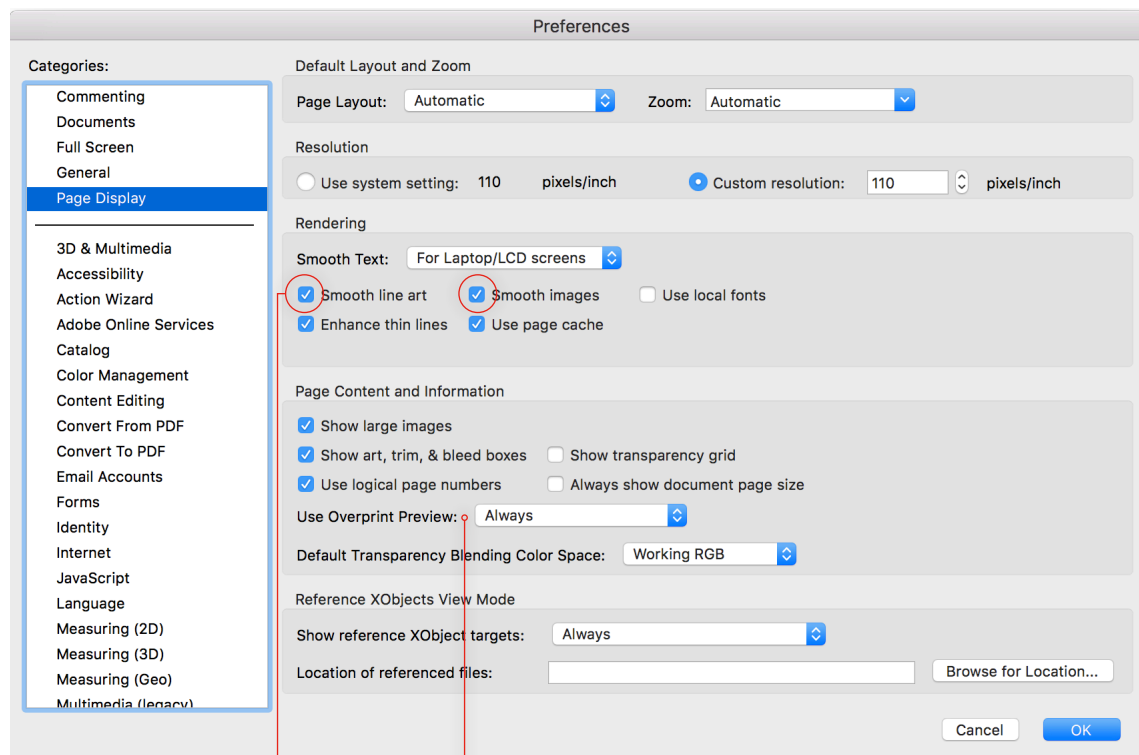 Preferences
Categories:
Commenting
Documents
Full Screen
General
Page Display
3D & Multimedia
Accessibility
Action Wizard
Adobe Online Services
Catalog
Color Management
Content Editing
Convert From PDF
Convert To PDF
Email Accounts
Forms
Identity
Internet
JavaScript
Language
Measuring (2D)
Measuring (3D)
Measuring (Geo)
Multimedia (legacy)
Default Layout and Zoom
Page Layout: Automatic Zoom: Automatic
Resolution
Use system setting: 110 pixels/inch Custom resolution: 110 pixels/inch
Rendering
Smooth Text: For Laptop/LCD screens
Smooth line art Smooth images Use local fonts
Enhance thin lines Use page cache
Page Content and Information
Show large images
Show art, trim, & bleed boxes Show transparency grid
Use logical page numbers Always show document page size
Use Overprint Preview: Always
Default Transparency Blending Color Space: Working RGB
Reference XObjects View Mode
Show reference XObject targets: Always
Location of referenced files: Browse for Location...
Cancel OK